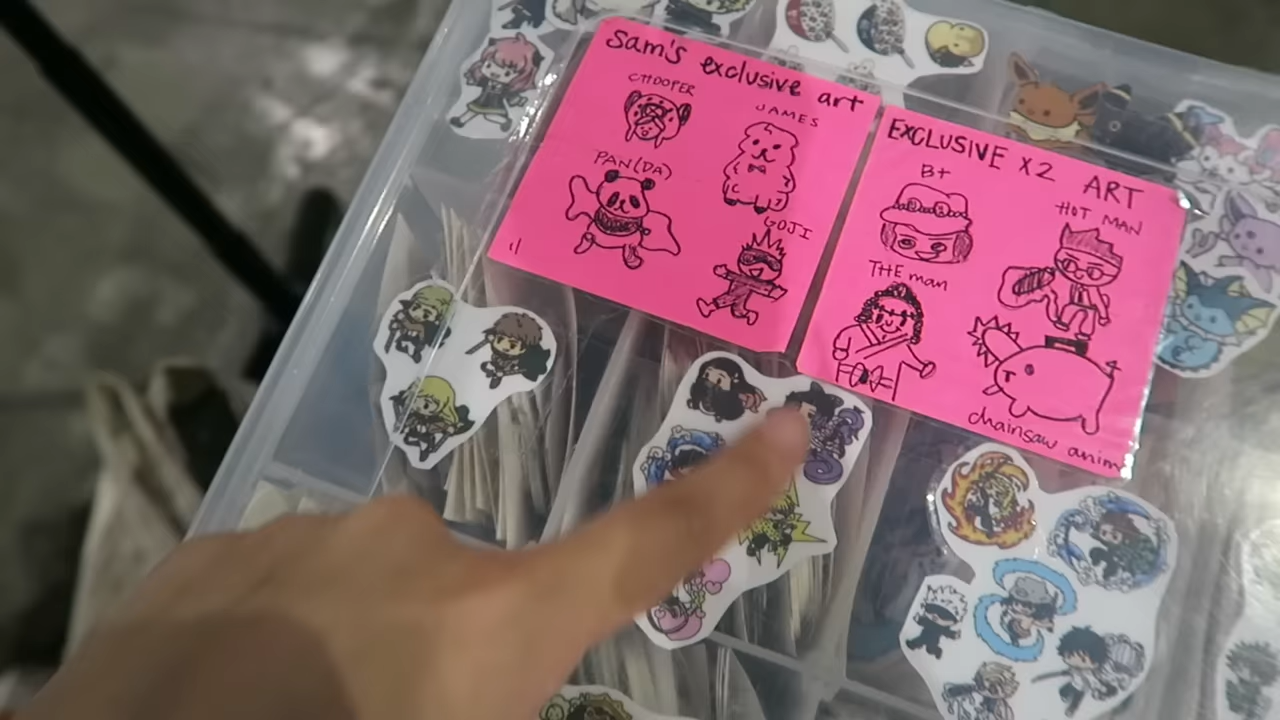 Sam's exclusive art
CHOOPER
JAMES
PAN(DA)
GOJI
EXCLUSIVE X2 ART
B+
HOT MAN
THE man
chainsaw anim